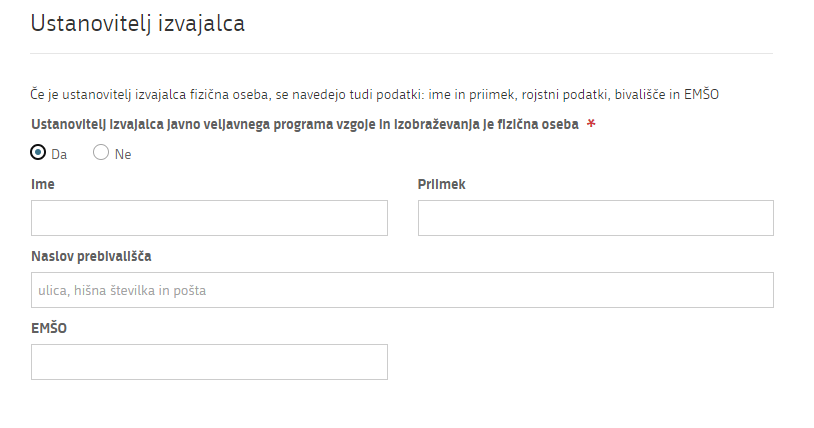 Ustanovitelj izvajalca
Če je ustanovitelj izvajalca fizična oseba, se navedejo tudi podatki: ime in priimek, rojstni podatki, bivališče in EMŠO
Ustanovitelj izvajalca javno veljavnega programa vzgoje in izobraževanja je fizična oseba *
Da Ne
Ime Priimek
Naslov prebivališča
ulica, hišna številka in pošta
EMŠO